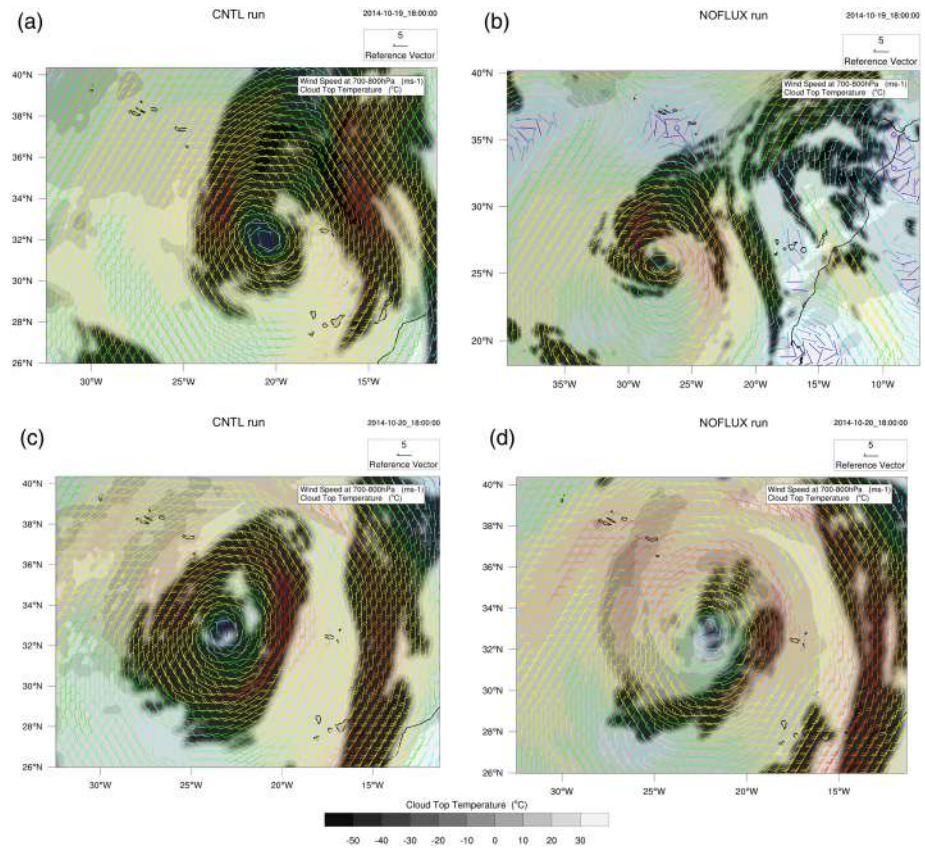 (a)
CNTL run
2014-10-19_18:00:00
5
Reference Vector
Wind Speed at 700-800hPa (ms-1)
Cloud Top Temperature (°C)
40°N
38°N
36°N
34°N
32°N
30°N
28°N
26°N
30°W 25°W 20°W 15°W
(b)
NOFLUX run
2014-10-19_18:00:00
5
Reference Vector
Wind Speed at 700-800hPa (ms-1)
Cloud Top Temperature (°C)
40°N
35°N
30°N
25°N
20°N
35°W 30°W 25°W 20°W 15°W 10°W
(c)
CNTL run
2014-10-20_18:00:00
5
Reference Vector
Wind Speed at 700-800hPa (ms-1)
Cloud Top Temperature (°C)
40°N
38°N
36°N
34°N
32°N
30°N
28°N
26°N
30°W 25°W 20°W 15°W
(d)
NOFLUX run
2014-10-20_18:00:00
5
Reference Vector
Wind Speed at 700-800hPa (ms-1)
Cloud Top Temperature (°C)
40°N
38°N
36°N
34°N
32°N
30°N
28°N
26°N
30°W 25°W 20°W 15°W
Cloud Top Temperature (°C)
-50 -40 -30 -20 -10 0 10 20 30